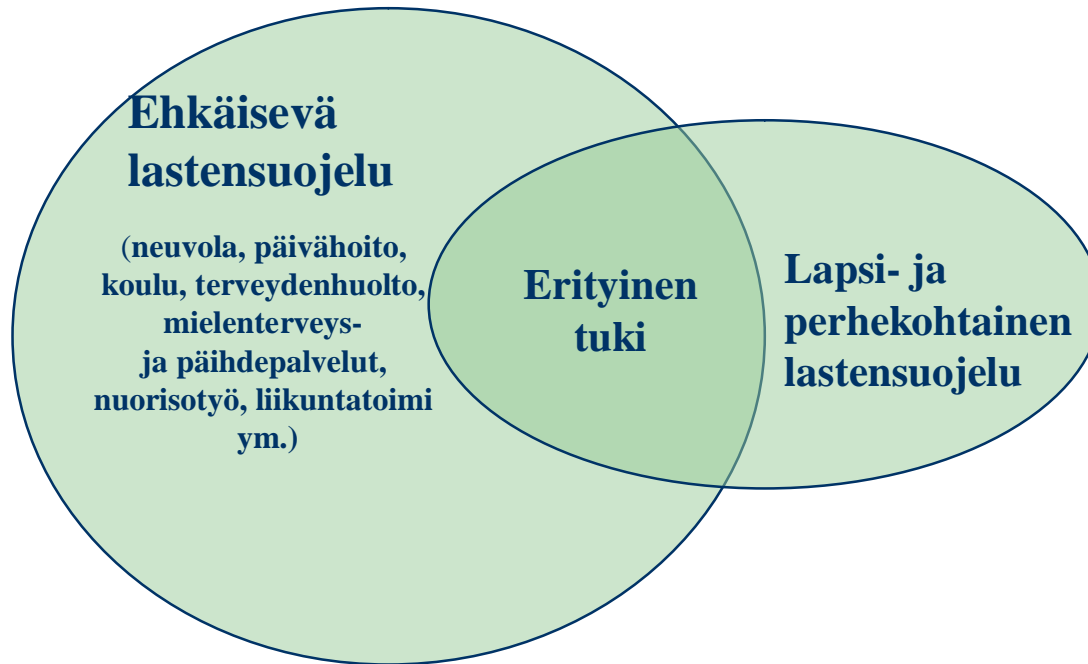 Ehkäisevä
lastensuojelu
(neuvola, päivähoito,
koulu, terveydenhuolto,
mielenterveys-
ja päihdepalvelut,
nuorisotyö, liikuntatoimi
ym.)
Erityinen
tuki
Lapsi- ja
perhekohtainen
lastensuojelu